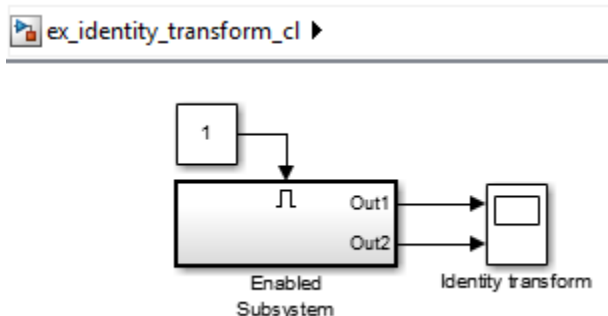 ex_identity_transform_cl
1
Out1
Out2
Enabled
Subsystem
Identity transform